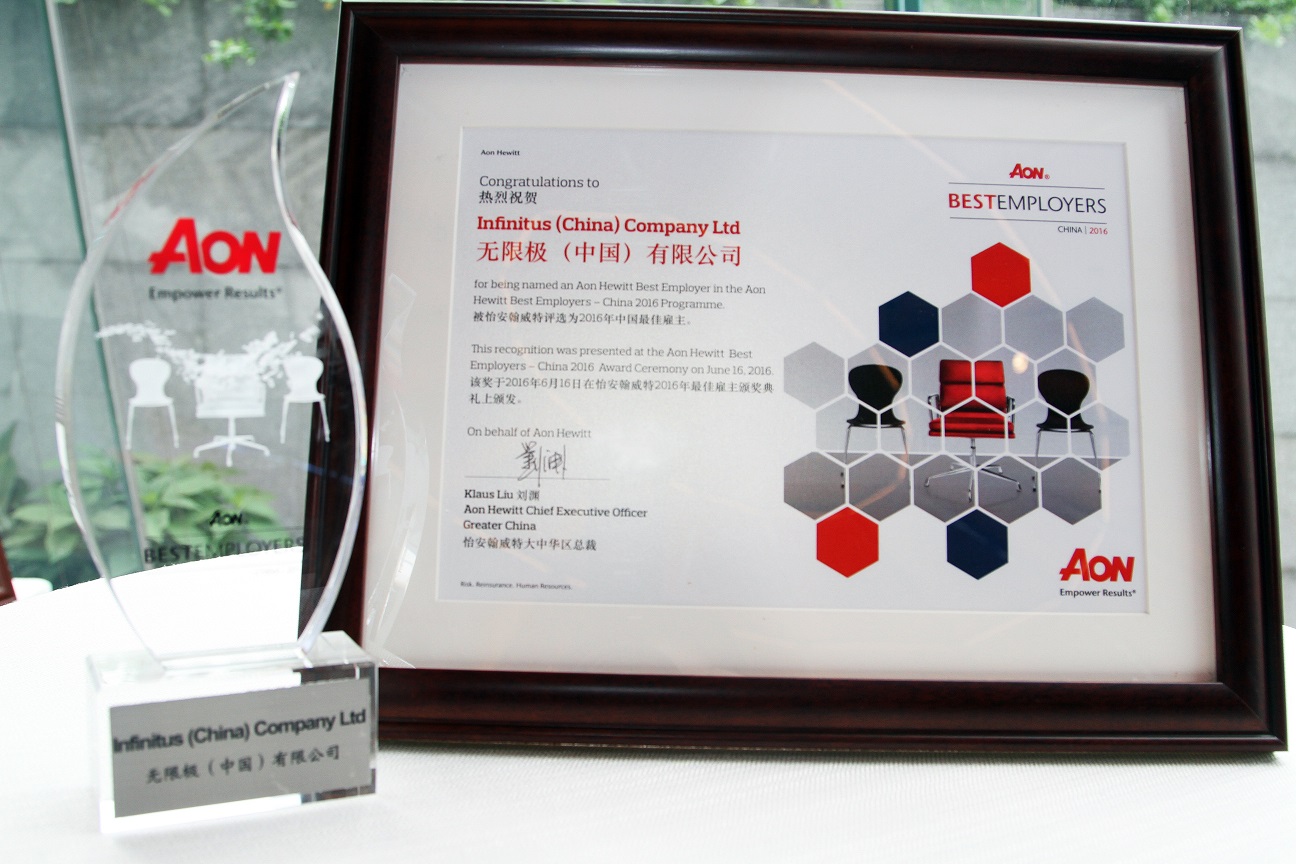 AON
Empower Results®
AON
BESTEMPLOYERS
Infinitus (China) Company Ltd
无限极（中国）有限公司
Aon Hewitt
Congratulations to
热烈祝贺
Infinitus (China) Company Ltd
无限极（中国）有限公司
for being named an Aon Hewitt Best Employer in the Aon
Hewitt Best Employers – China 2016 Programme.
被怡安翰威特评选为2016年中国最佳雇主。
This recognition was presented at the Aon Hewitt Best
Employers – China 2016 Award Ceremony on June 16, 2016.
该奖于2016年6月16日在怡安翰威特2016年最佳雇主颁奖典
礼上颁发。
On behalf of Aon Hewitt
Klaus Liu 刘渊
Aon Hewitt Chief Executive Officer
Greater China
怡安翰威特大中华区总裁
Risk. Reinsurance. Human Resources.
AON®
BESTEMPLOYERS
CHINA | 2016
AON
Empower Results®